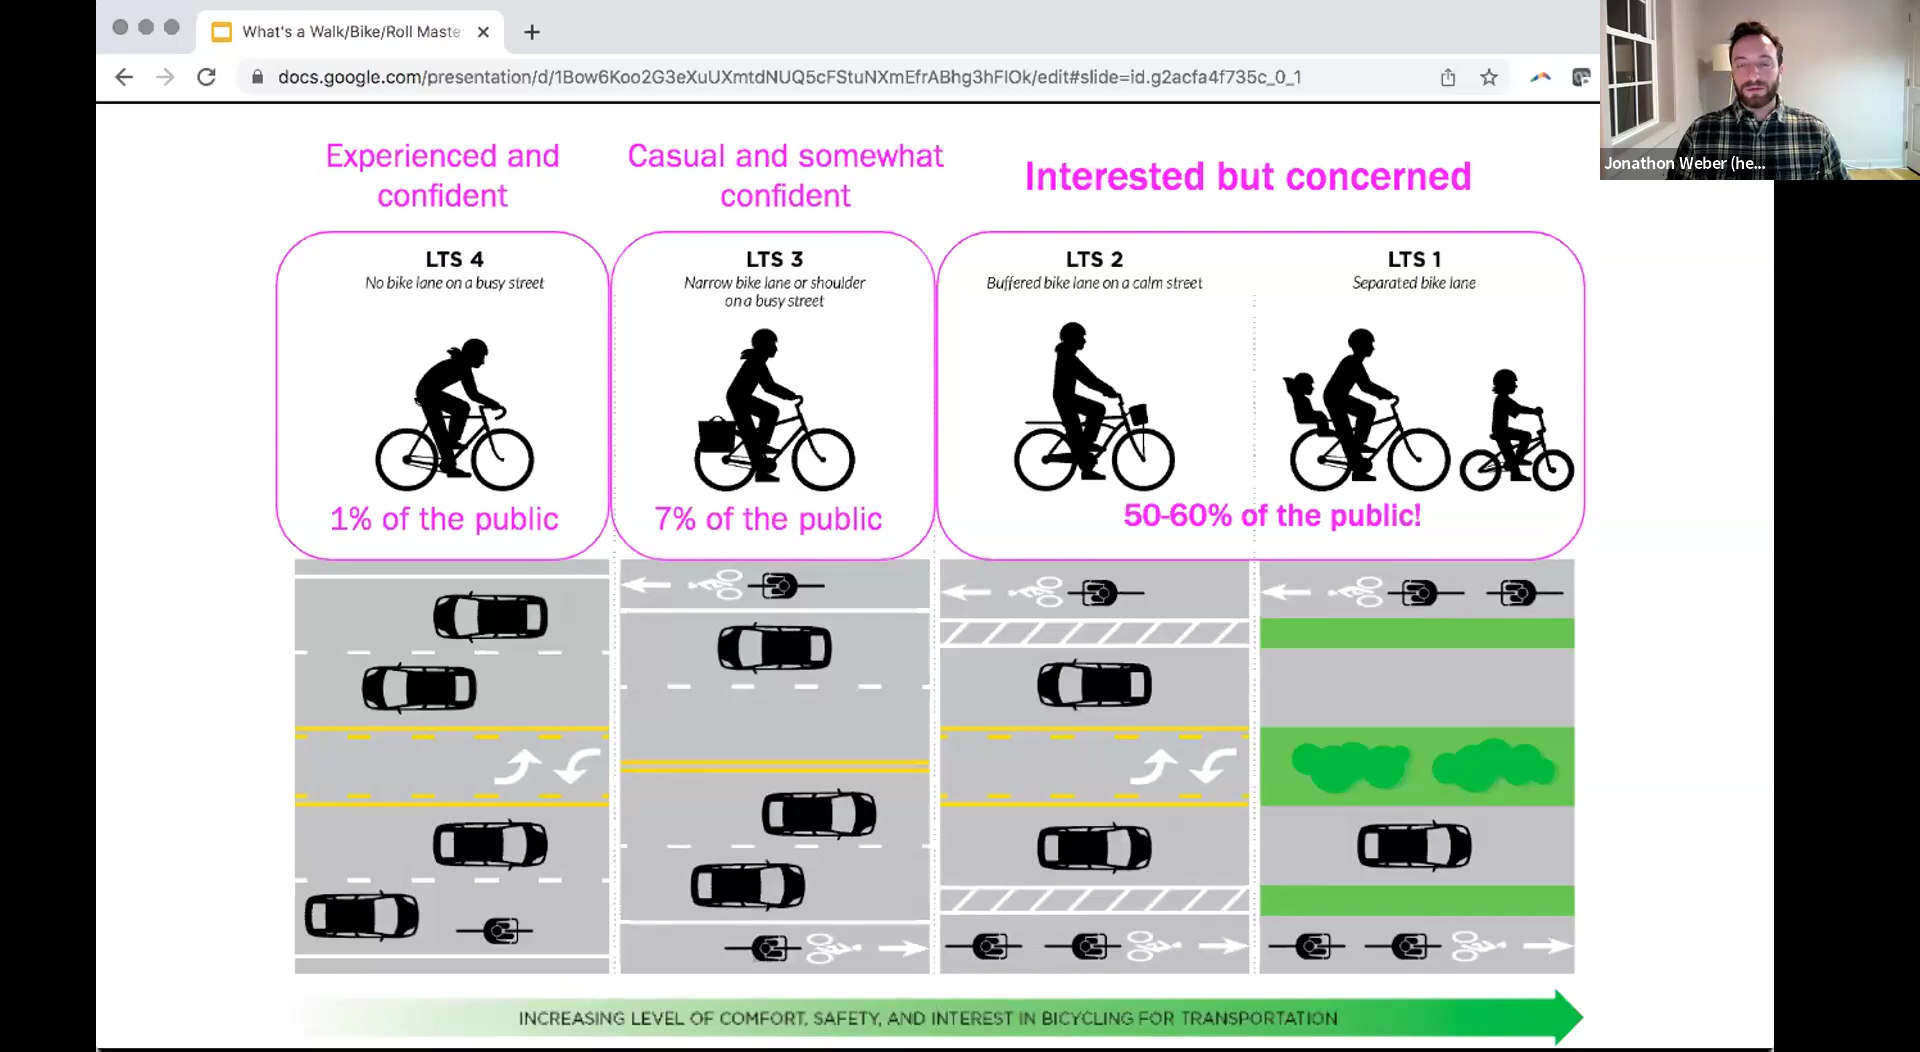 What's a Walk/Bike/Roll Maste
docs.google.com/presentation/d/1Bow6Koo2G3eXuUXmtdNUQ5cFStuNXmEfrABhg3hFlOk/edit#slide=id.g2acfa4f735c_0_1
Jonathon Weber (he...
Experienced and
confident
Casual and somewhat
confident
Interested but concerned
LTS 4
No bike lane on a busy street
1% of the public
LTS 3
Narrow bike lane or shoulder
on a busy street
7% of the public
LTS 2
Buffered bike lane on a calm street
LTS 1
Separated bike lane
50-60% of the public!
INCREASING LEVEL OF COMFORT, SAFETY, AND INTEREST IN BICYCLING FOR TRANSPORTATION